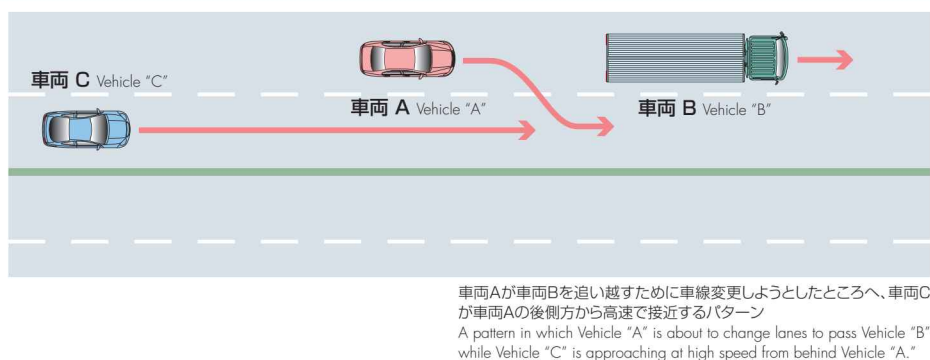 車両 C Vehicle "C"
車両 A Vehicle "A"
車両 B Vehicle "B"
車両Aが車両Bを追い越すために車線変更しようとしたところへ、車両C
が車両Aの後側方から高速で接近するパターン
A pattern in which Vehicle "A" is about to change lanes to pass Vehicle "B"
while Vehicle "C" is approaching at high speed from behind Vehicle "A."